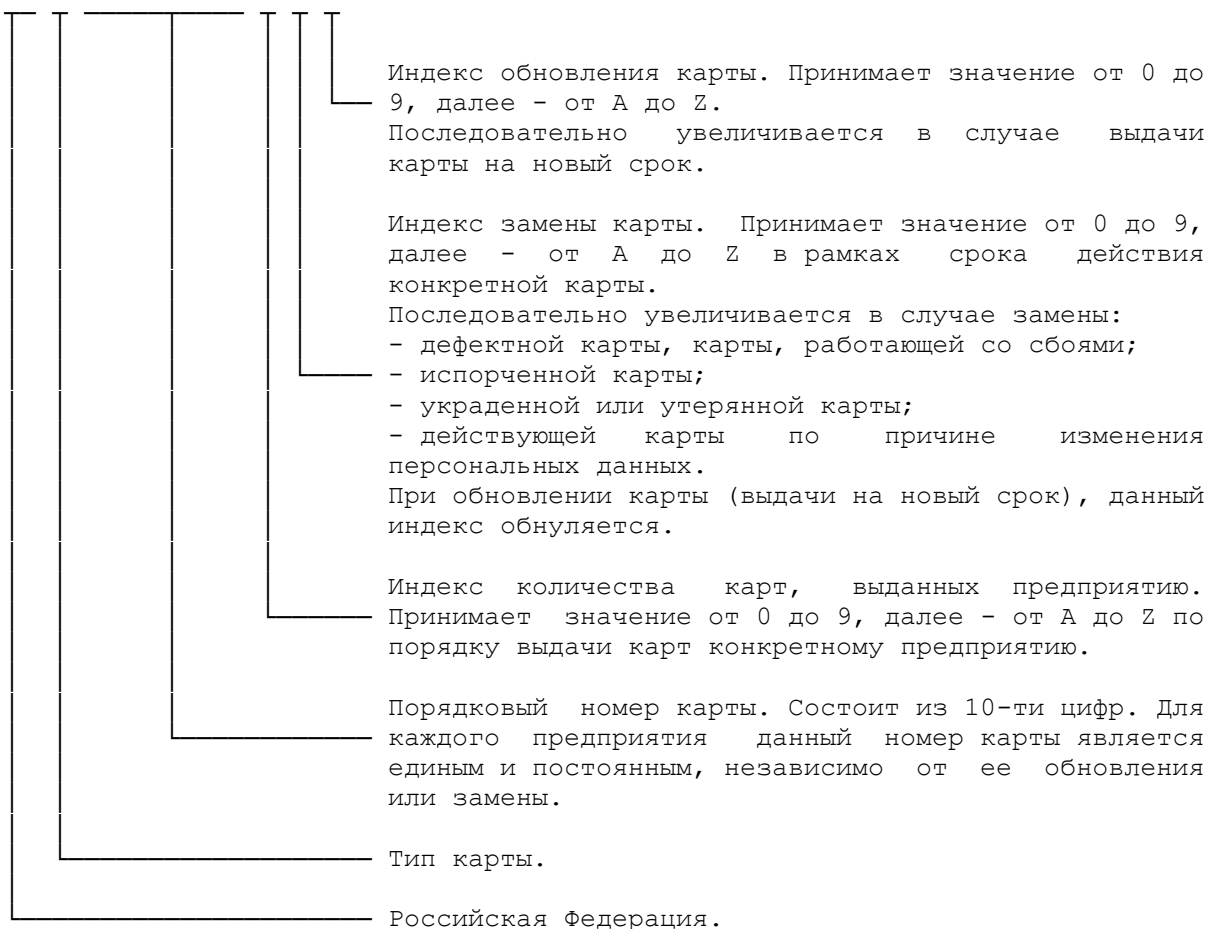 Индекс обновления карты. Принимает значение от 0 до
9, далее - от A до Z.
Последовательно увеличивается в случае выдачи
карты на новый срок.
Индекс замены карты. Принимает значение от 0 до 9,
далее - от A до Z в рамках срока действия
конкретной карты.
Последовательно увеличивается в случае замены:
- дефектной карты, карты, работающей со сбоями;
- испорченной карты;
- украденной или утерянной карты;
- действующей карты по причине изменения
персональных данных.
При обновлении карты (выдачи на новый срок), данный
индекс обнуляется.
Индекс количества карт, выданных предприятию.
Принимает значение от 0 до 9, далее - от A до Z по
порядку выдачи карт конкретному предприятию.
Порядковый номер карты. Состоит из 10-ти цифр. Для
каждого предприятия данный номер карты является
единым и постоянным, независимо от ее обновления
или замены.
Тип карты.
Российская Федерация.